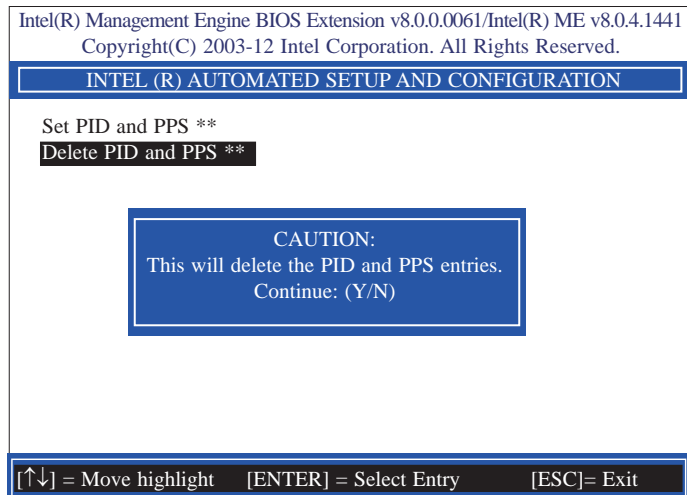 Intel(R) Management Engine BIOS Extension v8.0.0.0061/Intel(R) ME v8.0.4.1441
Copyright(C) 2003-12 Intel Corporation. All Rights Reserved.
INTEL (R) AUTOMATED SETUP AND CONFIGURATION
Set PID and PPS **
Delete PID and PPS **
CAUTION:
This will delete the PID and PPS entries.
Continue: (Y/N)
[↑↓] = Move highlight [ENTER] = Select Entry [ESC]= Exit